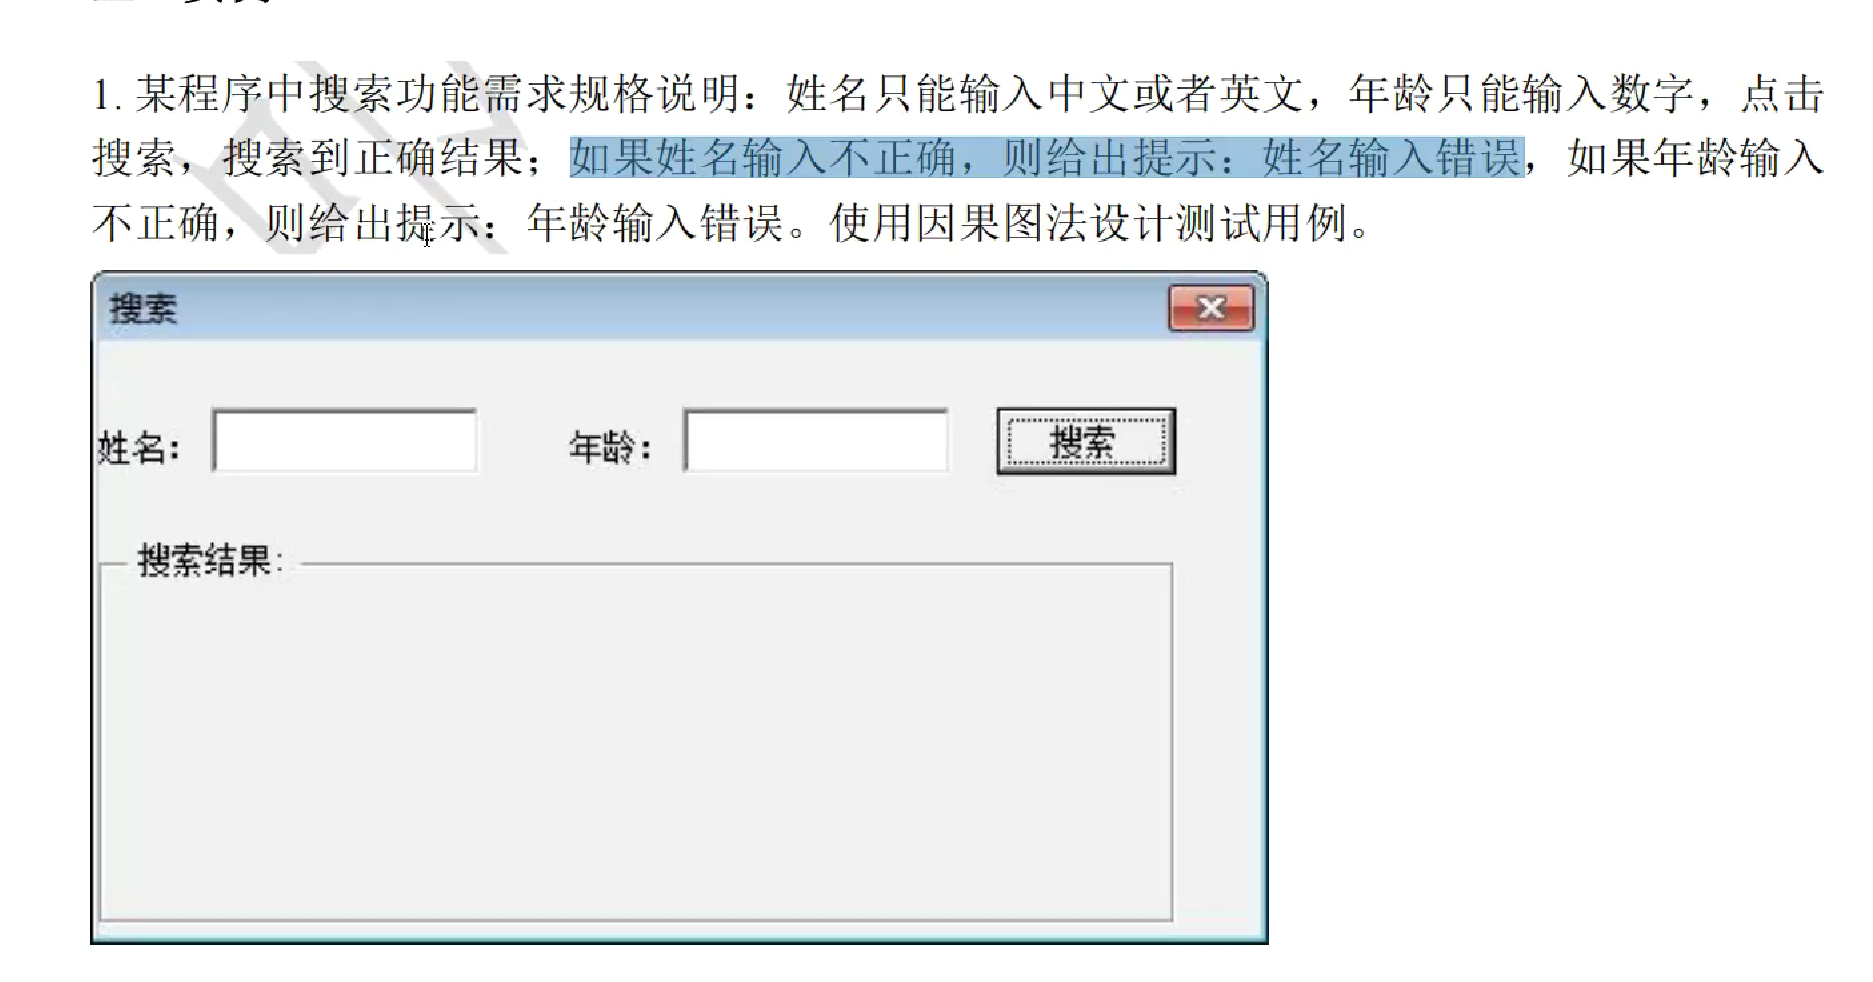 1. 某程序中搜索功能需求规格说明：姓名只能输入中文或者英文，年龄只能输入数字，点击
搜索，搜索到正确结果；如果姓名输入不正确，则给出提示：姓名输入错误，如果年龄输入
不正确，则给出提示：年龄输入错误。使用因果图法设计测试用例。
搜索
姓名：
年龄：
搜索
搜索结果：